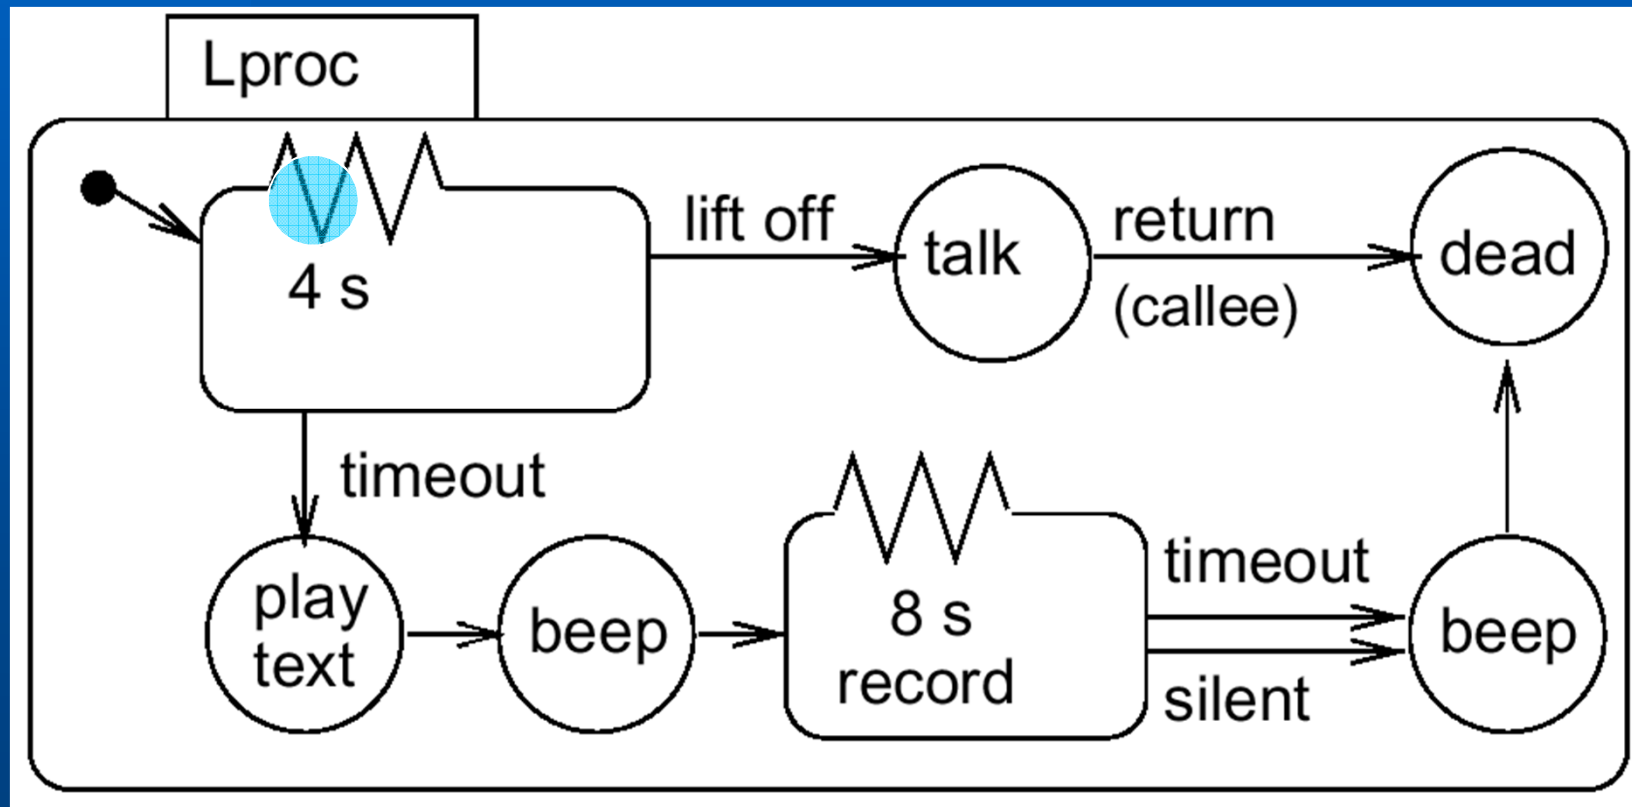 Lproc
4 s
lift off
talk
return
(callee)
dead
timeout
play
text
beep
8 s
record
timeout
silent
beep